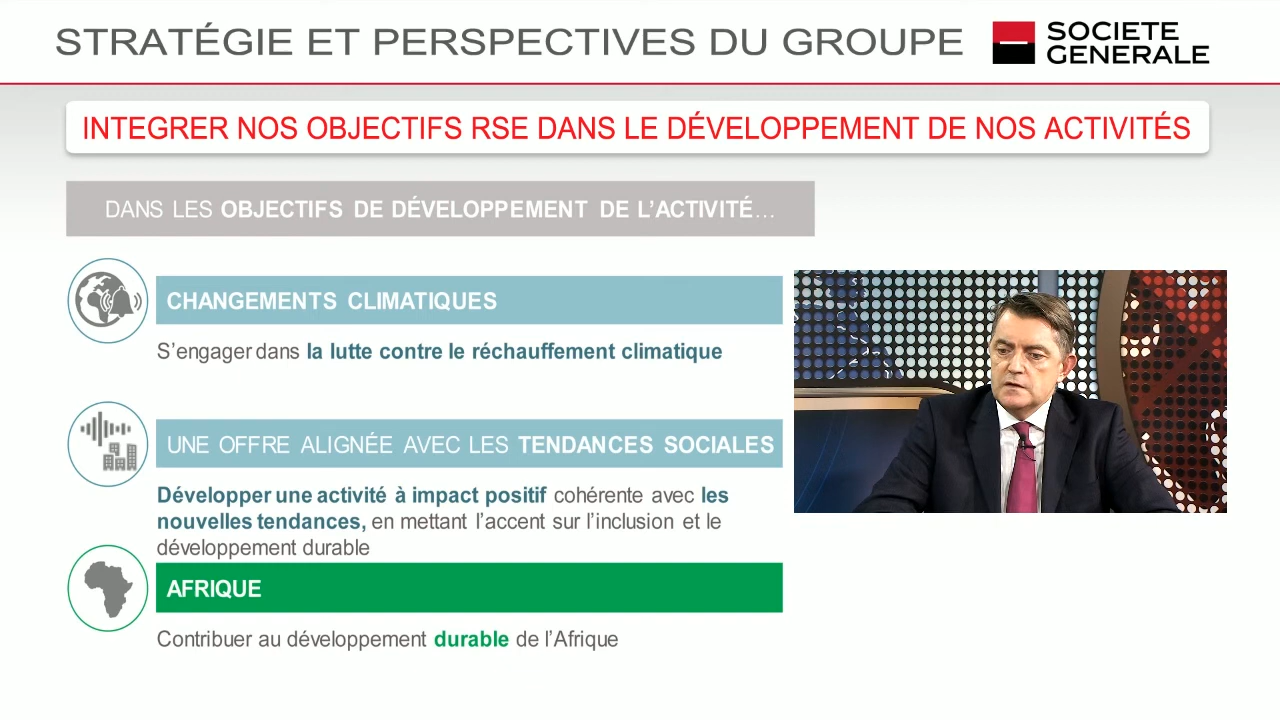 STRATÉGIE ET PERSPECTIVES DU GROUPE
SOCIETE
GENERALE
INTEGRER NOS OBJECTIFS RSE DANS LE DÉVELOPPEMENT DE NOS ACTIVITÉS
DANS LES OBJECTIFS DE DÉVELOPPEMENT DE L’ACTIVITÉ…
CHANGEMENTS CLIMATIQUES
S’engager dans la lutte contre le réchauffement climatique
UNE OFFRE ALIGNÉE AVEC LES TENDANCES SOCIALES
Développer une activité à impact positif cohérente avec les
nouvelles tendances, en mettant l’accent sur l’inclusion et le
développement durable
AFRIQUE
Contribuer au développement durable de l’Afrique